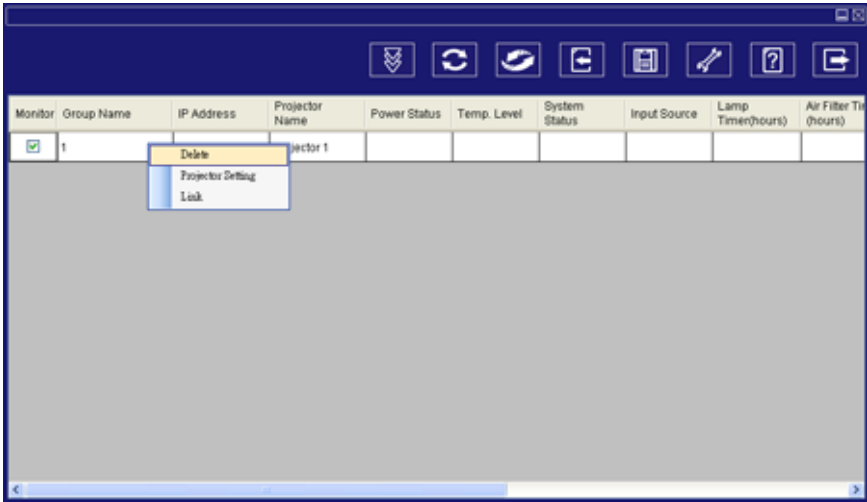 Monitor Group Name IP Address Projector Name Power Status Temp. Level System Status Input Source Lamp Timer(hours) Air Filter (hours)
1 jector 1
Delete
Projector Setting
Link